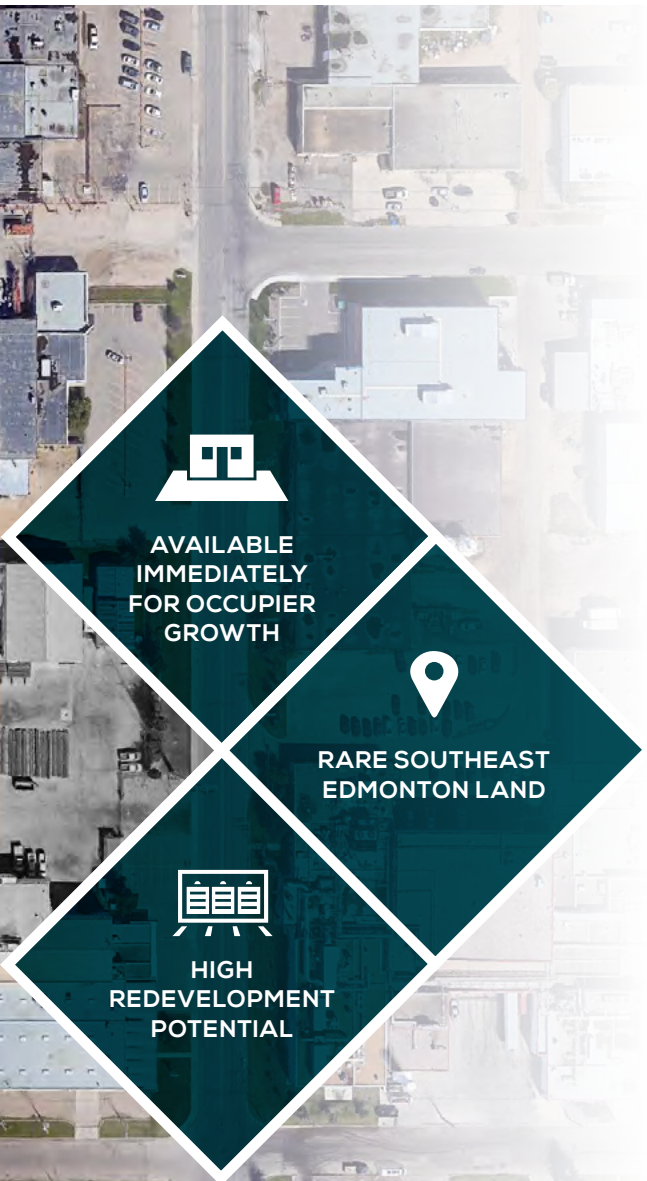 AVAILABLE
IMMEDIATELY
FOR OCCUPIER
GROWTH
RARE SOUTHEAST
EDMONTON LAND
HIGH
REDEVELOPMENT
POTENTIAL